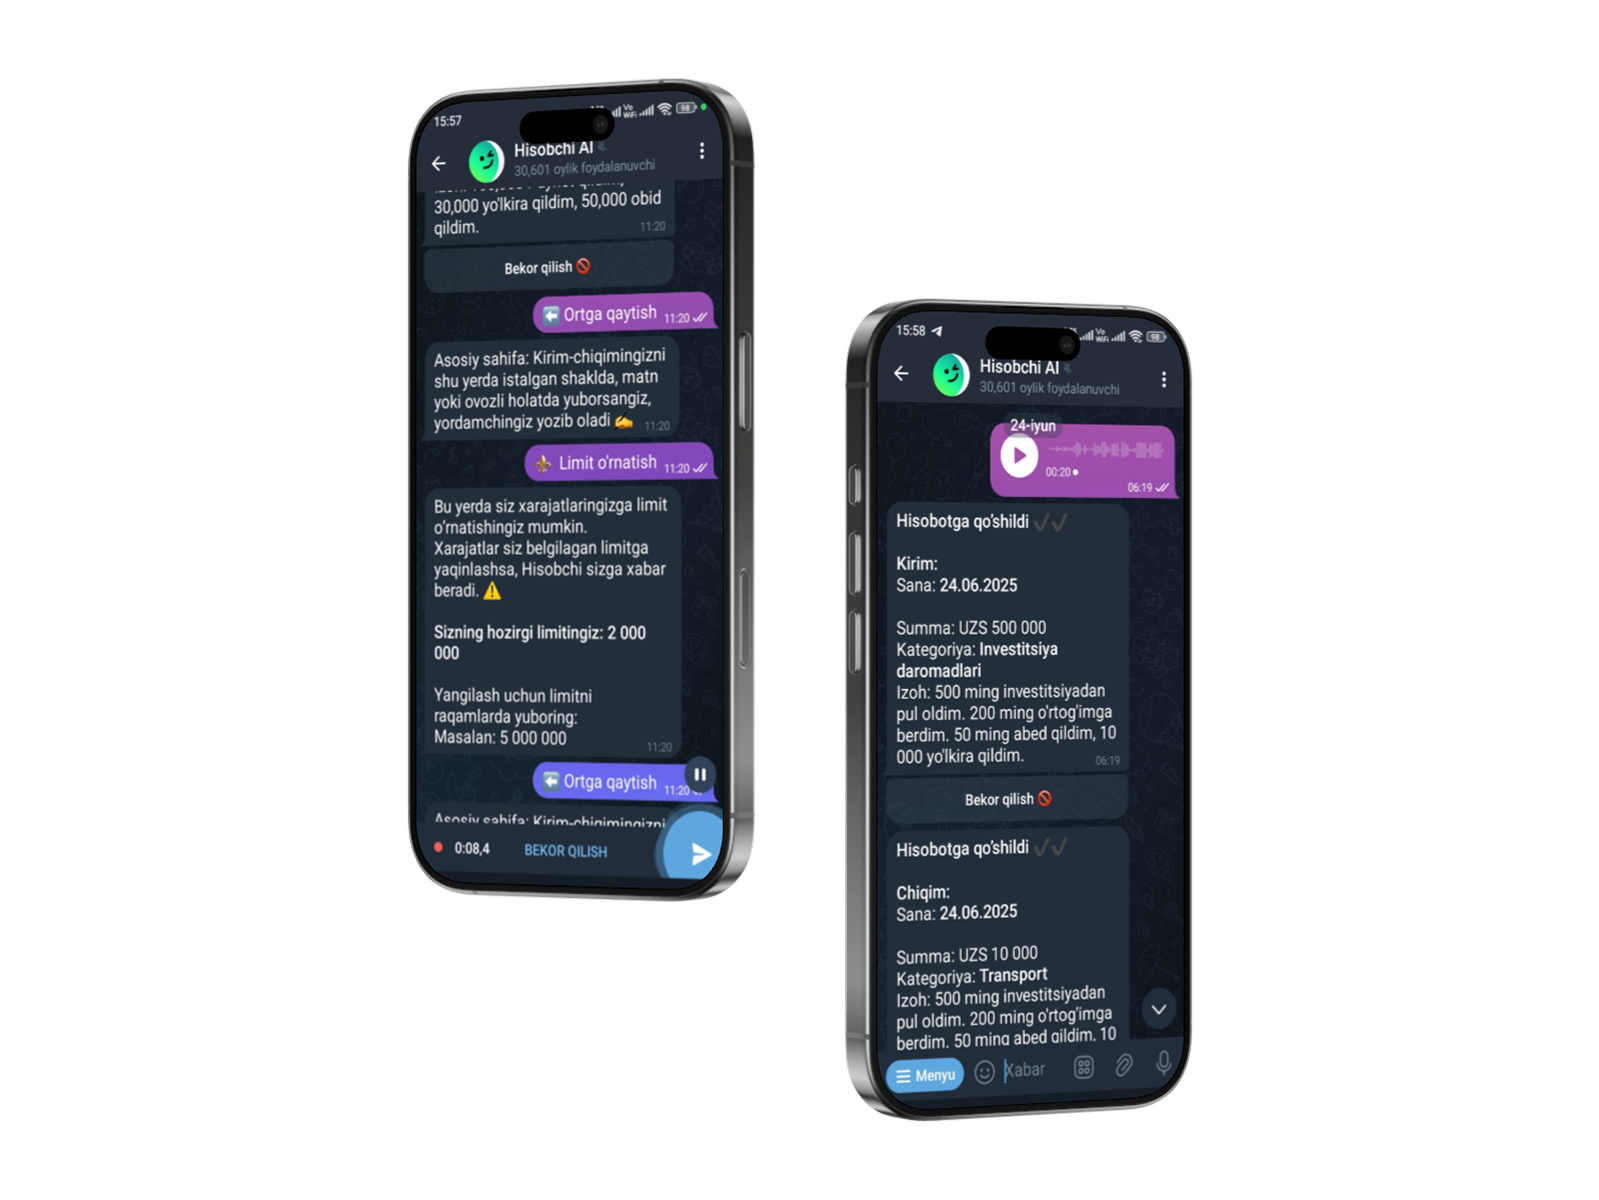 15:57
Vo
WiFi
98
Hisobchi AI
30,601 oylik foydalanuvchi
30,000 yo'lkira qildim, 50,000 obid
qildim.
11:20
Bekor qilish
Ortga qaytish
11:20
Asosiy sahifa: Kirim-chiqimingizni
shu yerda istalgan shaklda, matn
yoki ovozli holatda yuborsangiz,
yordamchingiz yozib oladi
11:20
Limit o'rnatish
11:20
Bu yerda siz xarajatlaringizga limit
o'rnatishingiz mumkin.
Xarajatlar siz belgilagan limitga
yaqinlashsa, Hisobchi sizga xabar
beradi.
Sizning hozirgi limitingiz: 2 000
000
Yangilash uchun limitni
raqamlarda yuboring:
Masalan: 5 000 000
11:20
Ortga qaytish
11:20
Asosiy sahifa: Kirim-chiqimingizni
0:08,4
BEKOR QILISH
15:58
Vo
WiFi
98
Hisobchi AI
30,601 oylik foydalanuvchi
24-iyun
00:20
06:19
Hisobotga qo'shildi
Kirim:
Sana: 24.06.2025
Summa: UZS 500 000
Kategoriya: Investitsiya
daromadlari
Izoh: 500 ming investitsiyadan
pul oldim. 200 ming o'rtog'imga
berdim. 50 ming abed qildim, 10
000 yo'lkira qildim.
06:19
Bekor qilish
Hisobotga qo'shildi
Chiqim:
Sana: 24.06.2025
Summa: UZS 10 000
Kategoriya: Transport
Izoh: 500 ming investitsiyadan
pul oldim. 200 ming o'rtog'imga
berdim. 50 ming abed qildim, 10
Menyu
Xabar